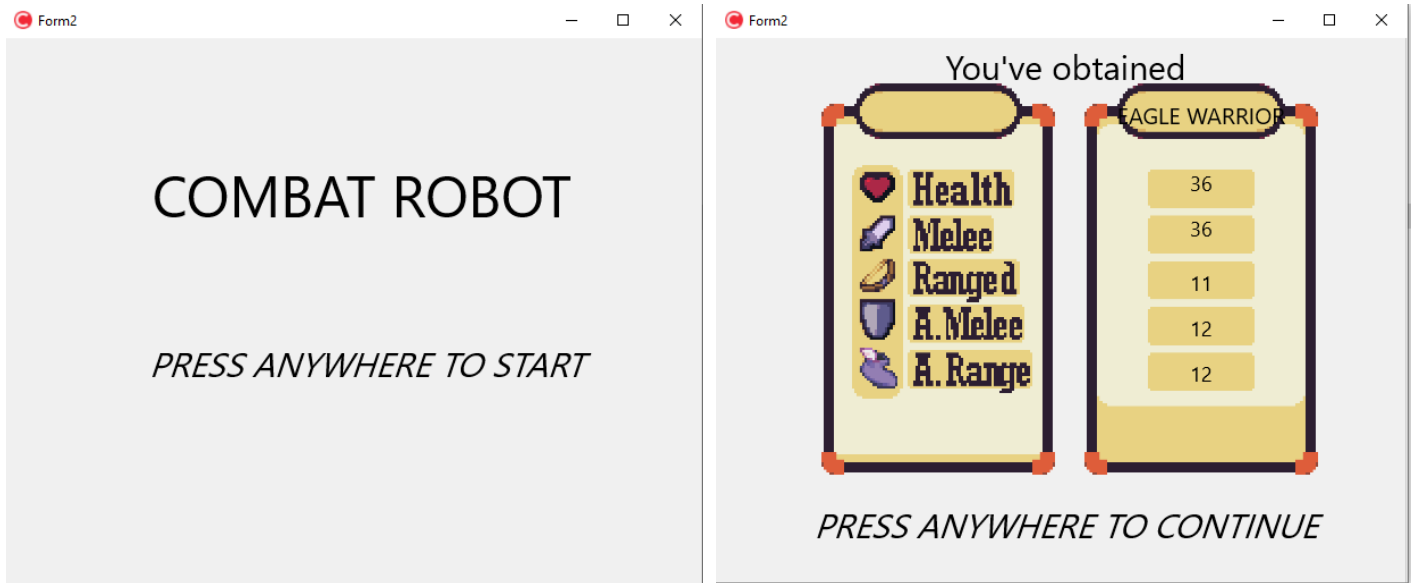 Form2
COMBAT ROBOT
PRESS ANYWHERE TO START
Form2
You've obtained
EAGLE WARRIOR
Health
Melee
Ranged
A.Melee
A.Range
36
36
11
12
12
PRESS ANYWHERE TO CONTINUE